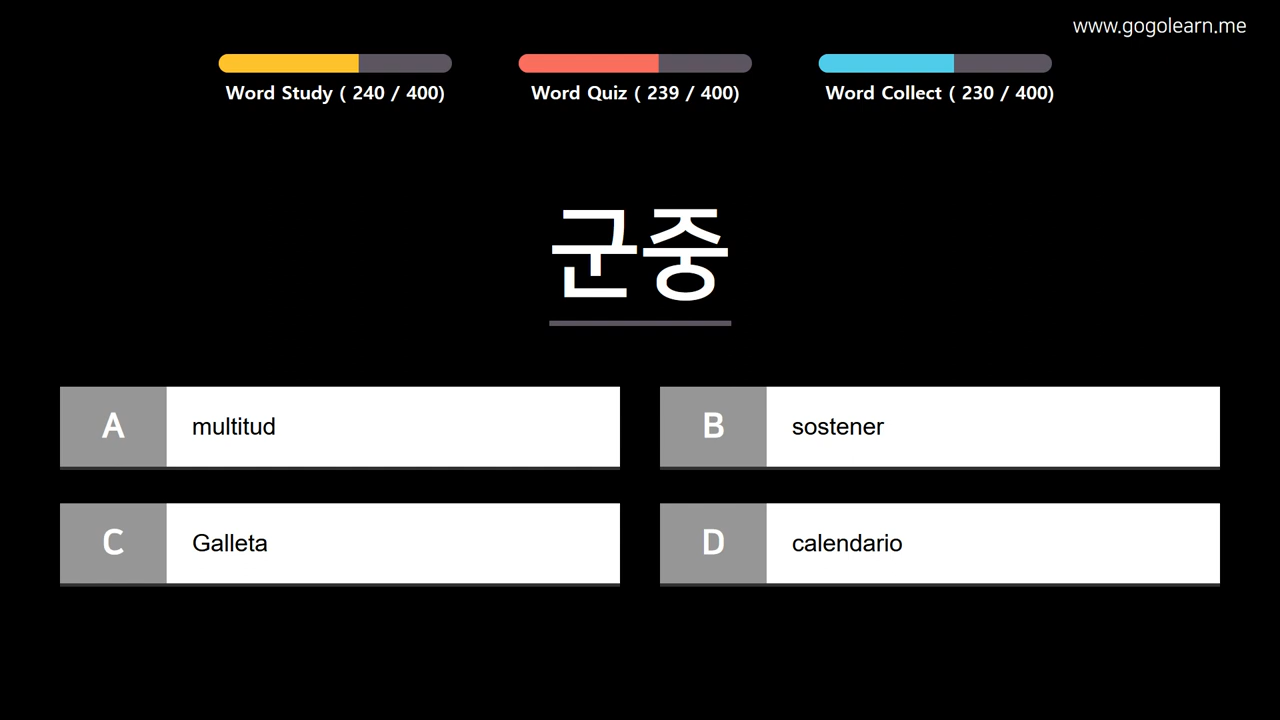 www.gogolearn.me
Word Study ( 240 / 400)
Word Quiz ( 239 / 400)
Word Collect ( 230 / 400)
군중
A multitud
B sostener
C Galleta
D calendario